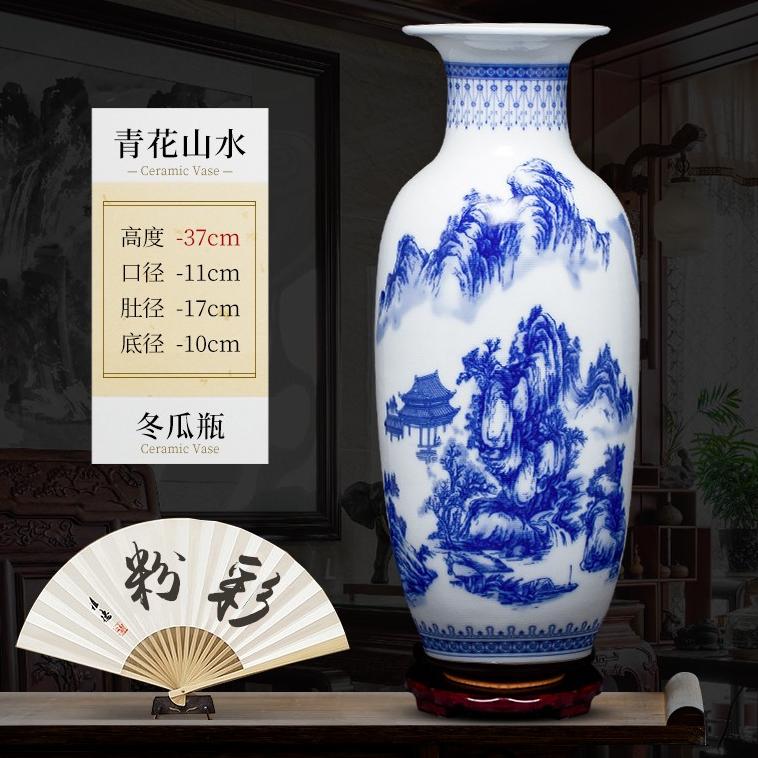 青花山水
— Ceramic Vase —
高度 -37cm
口径 -11cm
肚径 -17cm
底径 -10cm
冬瓜瓶
Ceramic Vase
粉彩